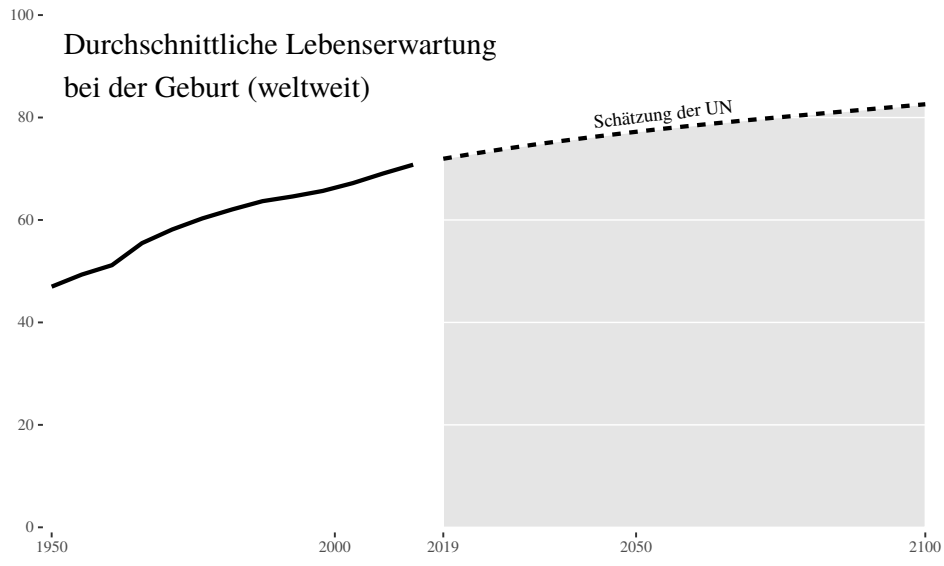 100
Durchschnittliche Lebenserwartung
bei der Geburt (weltweit)
80
Schätzung der UN
60
40
20
0
1950 2000 2019 2050 2100